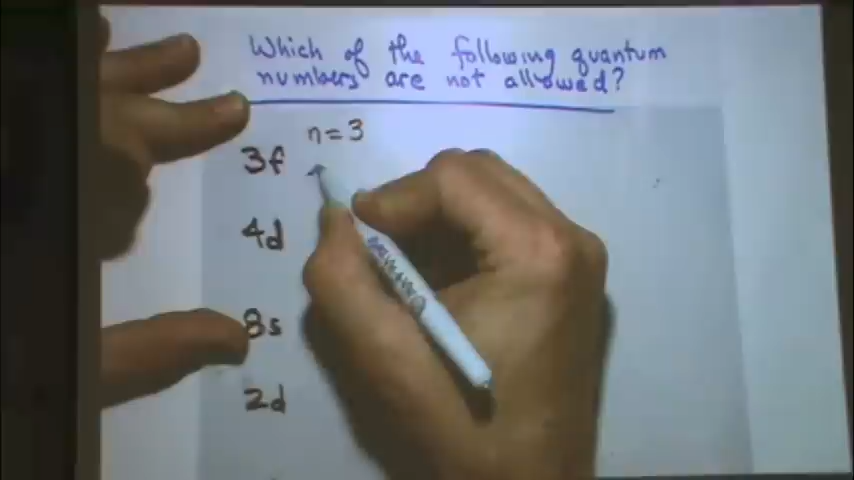 Which of the following quantum
numbers are not allowed?
n = 3
3f
4d
8s
2d